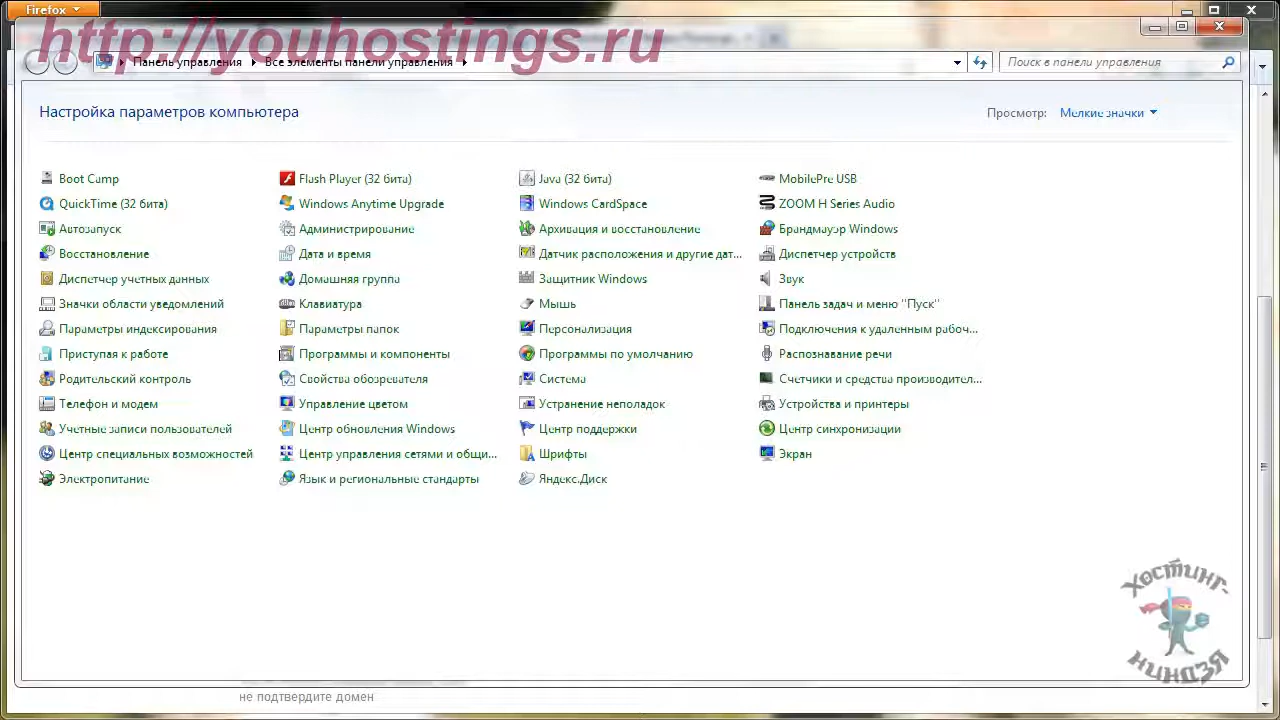 Firefox
http://youhostings.ru
Панель управления Все элементы панели управления
Поиск в панели управления
Настройка параметров компьютера
Просмотр: Мелкие значки
Boot Camp
Flash Player (32 бита)
Java (32 бита)
MobilePre USB
QuickTime (32 бита)
Windows Anytime Upgrade
Windows CardSpace
ZOOM H Series Audio
Автозапуск
Администрирование
Архивация и восстановление
Брандмауэр Windows
Восстановление
Дата и время
Датчик расположения и другие дат...
Диспетчер устройств
Диспетчер учетных данных
Домашняя группа
Защитник Windows
Звук
Значки области уведомлений
Клавиатура
Мышь
Панель задач и меню "Пуск"
Параметры индексирования
Параметры папок
Персонализация
Подключения к удаленным рабоч...
Приступая к работе
Программы и компоненты
Программы по умолчанию
Распознавание речи
Родительский контроль
Свойства обозревателя
Система
Счетчики и средства производител...
Телефон и модем
Управление цветом
Устранение неполадок
Устройства и принтеры
Учетные записи пользователей
Центр обновления Windows
Центр поддержки
Центр синхронизации
Центр специальных возможностей
Центр управления сетями и общи...
Шрифты
Экран
Электропитание
Язык и региональные стандарты
Яндекс.Диск
Хостинг-
ниндзя
не подтвердите домен